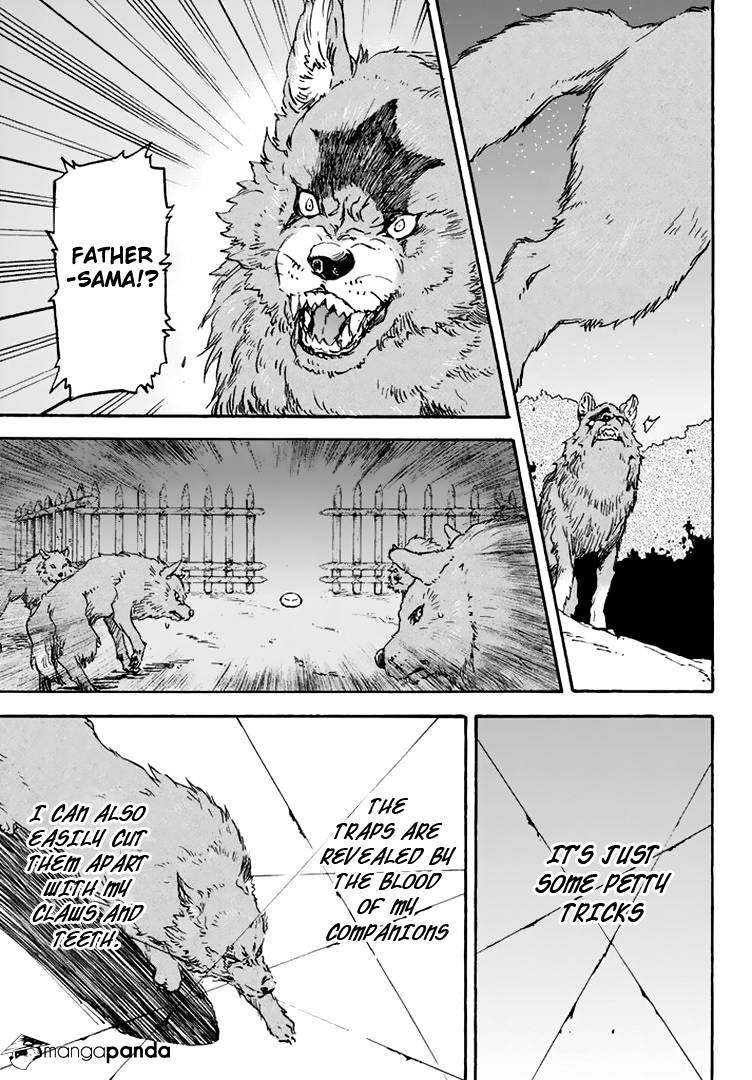 FATHER
-SAMA!?
IT'S JUST
SOME PETTY
TRICKS
THE
TRAPS ARE
REVEALED BY
THE BLOOD
OF MY
COMPANIONS
I CAN ALSO
EASILY CUT
THEM APART
WITH MY
CLAWS AND
TEETH.
mangapanda